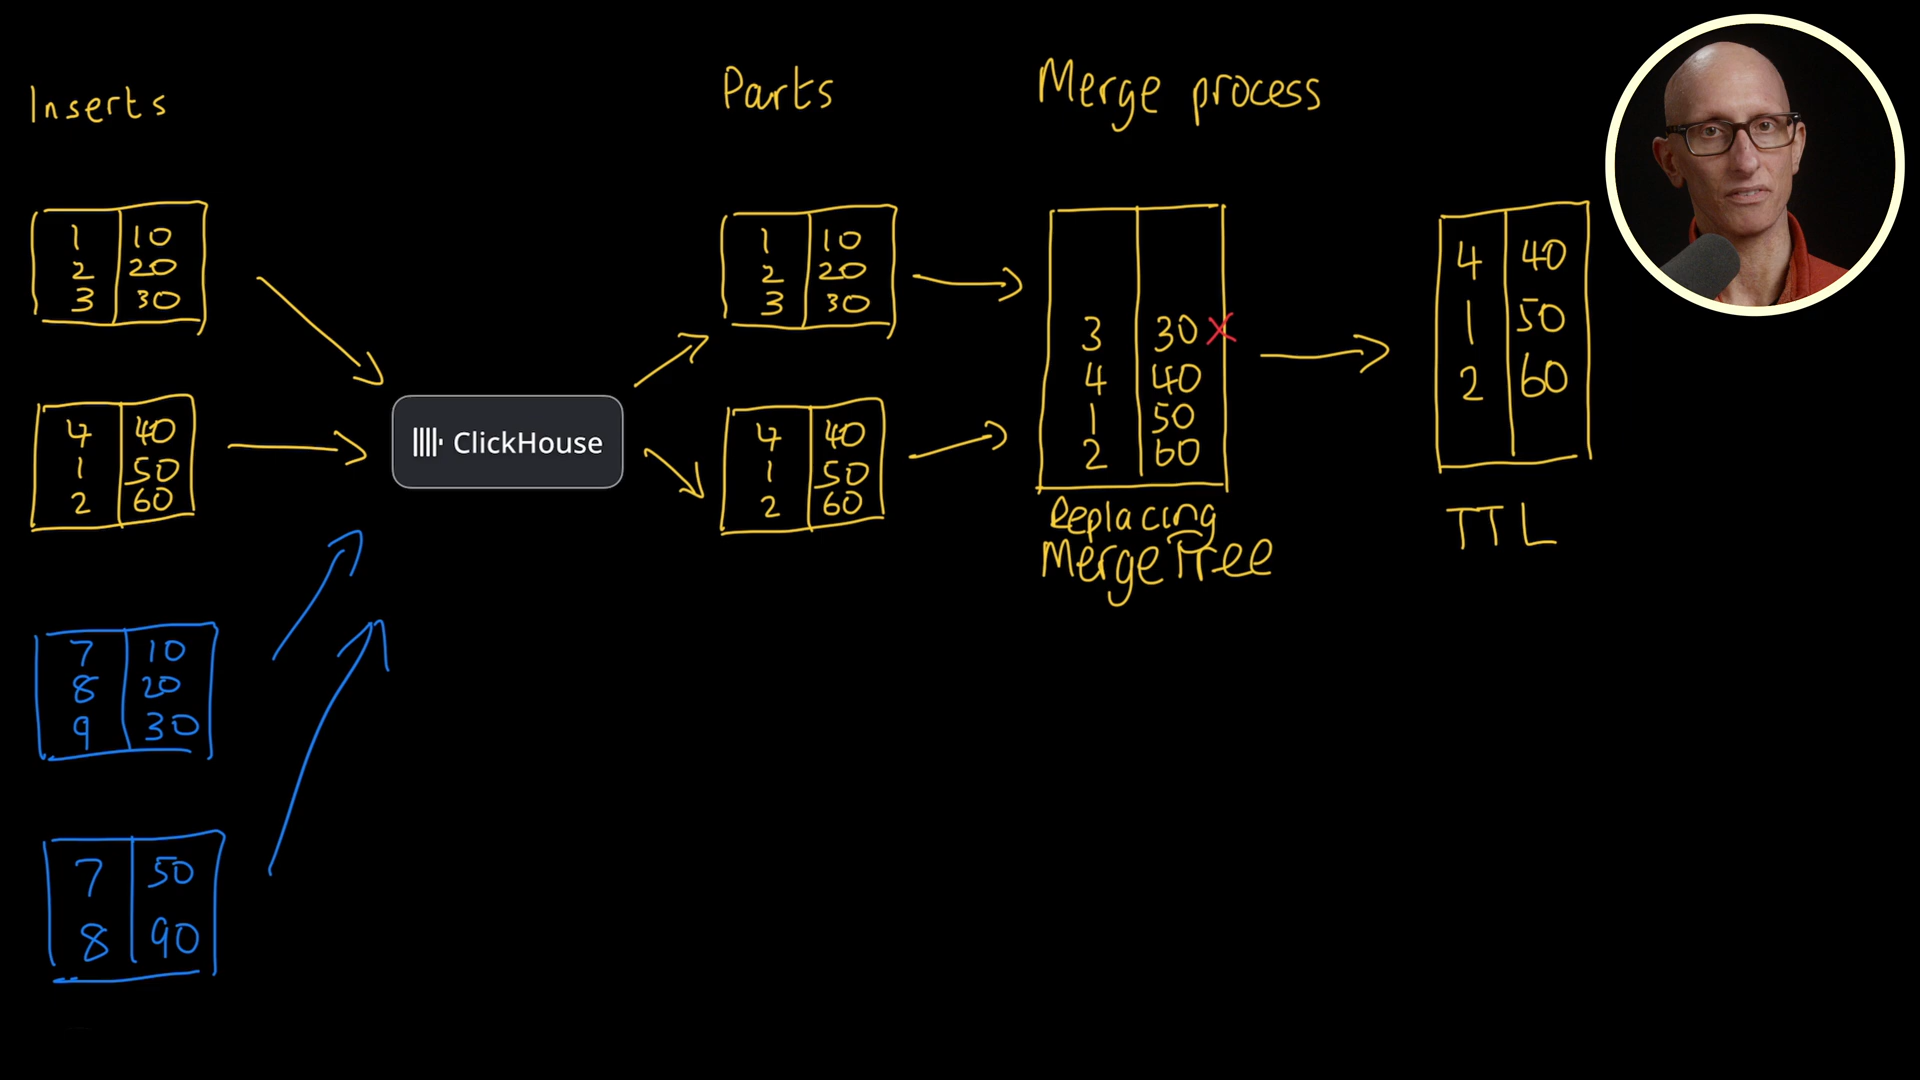 Inserts
Parts
Merge process
1 10
2 20
3 30
4 40
1 50
2 60
7 10
8 20
9 30
7 50
8 90
ClickHouse
1 10
2 20
3 30
4 40
1 50
2 60
3 30 X
4 40
1 50
2 60
Replacing
MergeTree
4 40
1 50
2 60
TTL